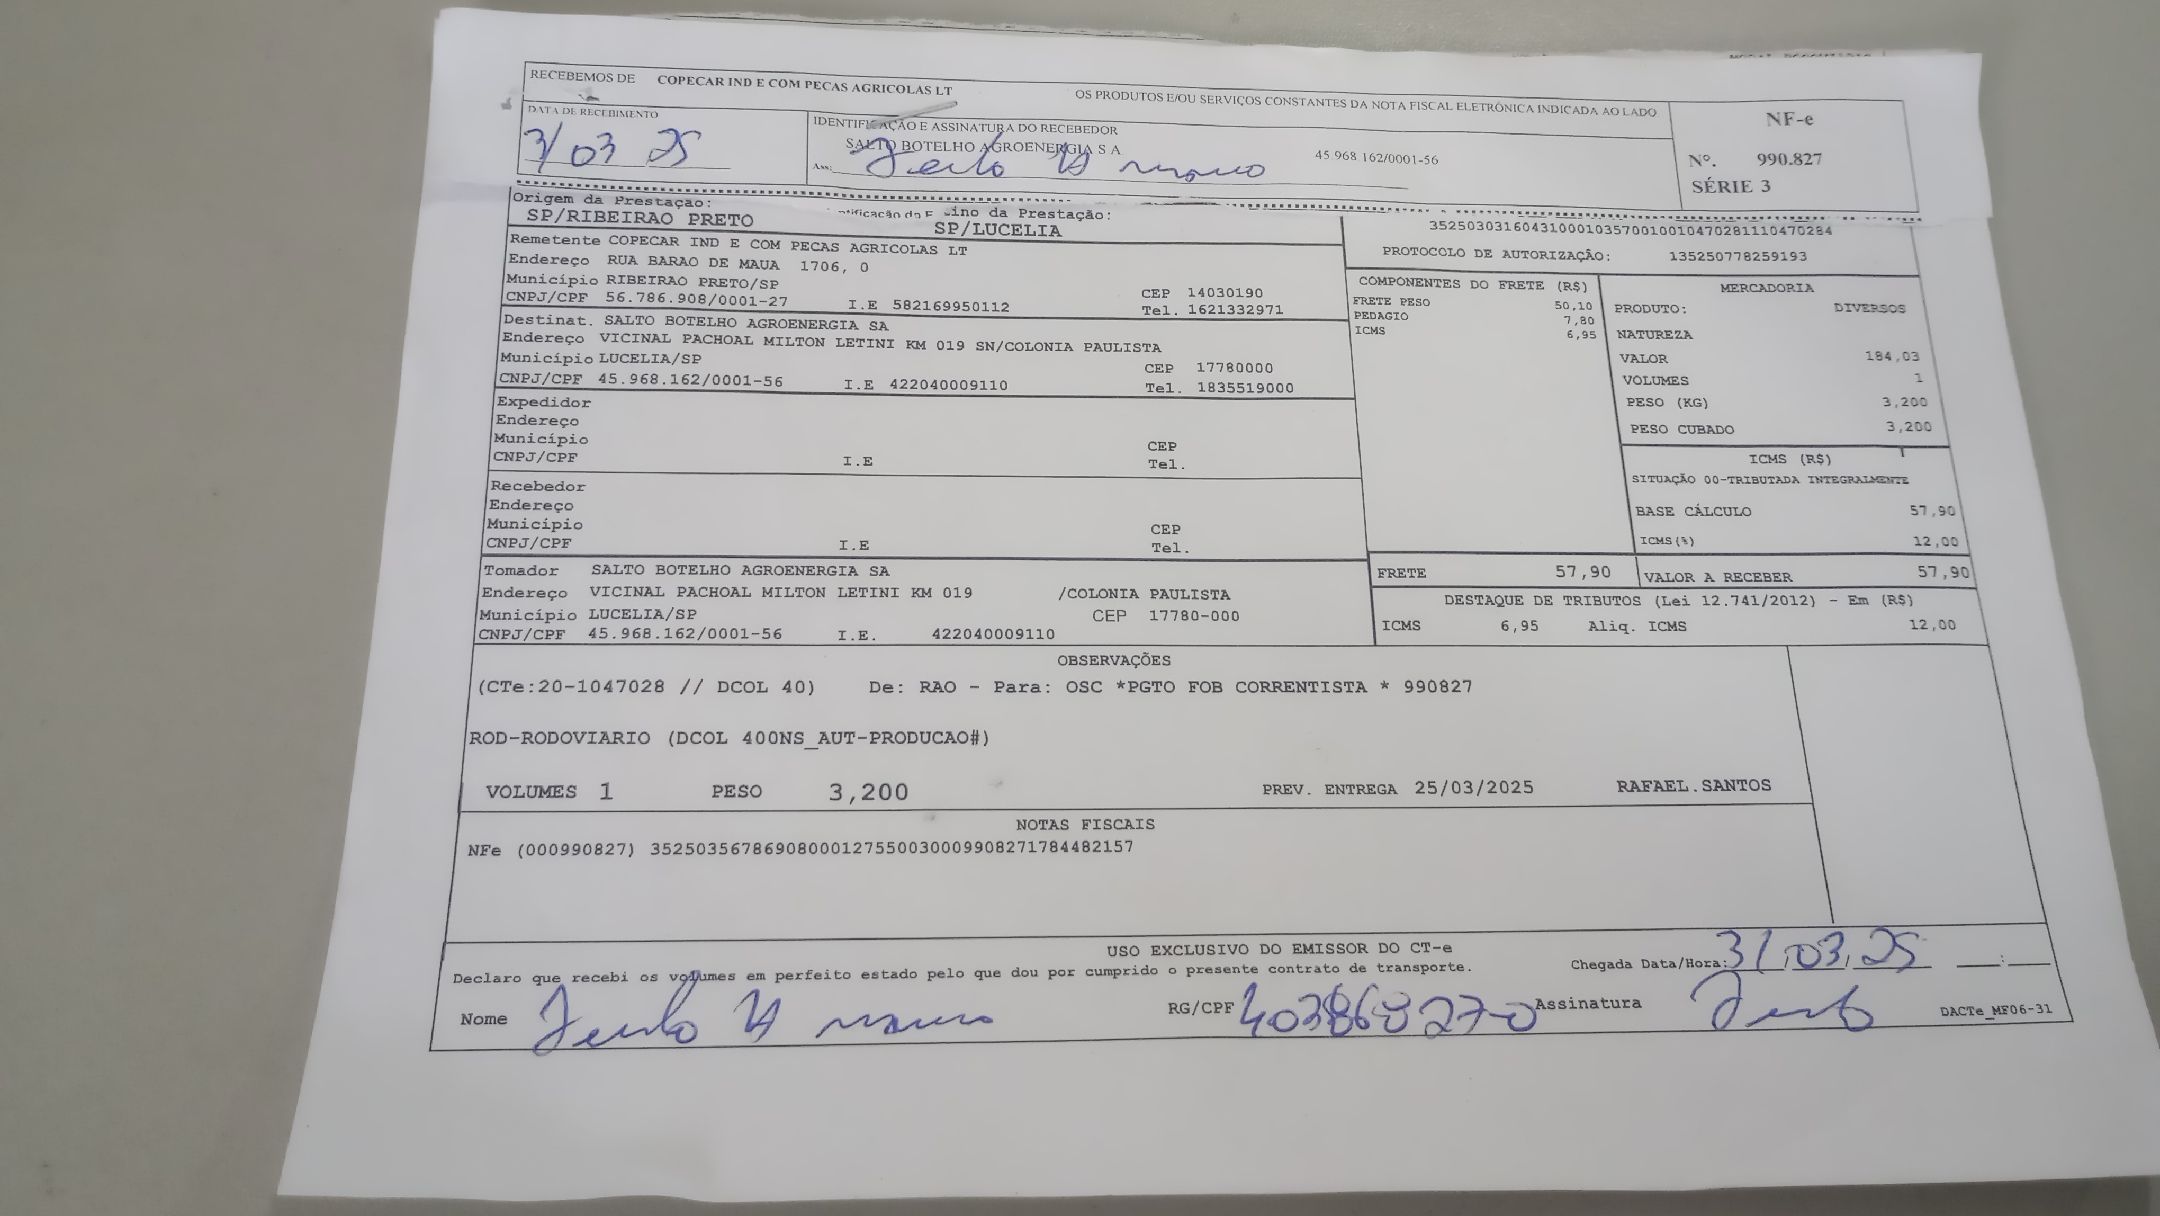 RECEBEMOS DE COPECAR IND E COM PECAS AGRICOLAS LT OS PRODUTOS E/OU SERVIÇOS CONSTANTES DA NOTA FISCAL ELETRÔNICA INDICADA AO LADO
NF-e
Nº. 990.827
SÉRIE 3
DATA DE RECEBIMENTO
31/03 25
IDENTIFICAÇÃO E ASSINATURA DO RECEBEDOR
SALTO BOTELHO AGROENERGIA S A 45.968.162/0001-56
Ass:
Origem da Prestação:
SP/RIBEIRAO PRETO
ino da Prestação:
SP/LUCELIA
35250303160431000103570010010470281110470284
PROTOCOLO DE AUTORIZAÇÃO: 135250778259193
Remetente COPECAR IND E COM PECAS AGRICOLAS LT
Endereço RUA BARAO DE MAUA 1706, 0
Município RIBEIRAO PRETO/SP CEP 14030190
CNPJ/CPF 56.786.908/0001-27 I.E 582169950112 Tel. 1621332971
Destinat. SALTO BOTELHO AGROENERGIA SA
Endereço VICINAL PACHOAL MILTON LETINI KM 019 SN/COLONIA PAULISTA
Município LUCELIA/SP CEP 17780000
CNPJ/CPF 45.968.162/0001-56 I.E 422040009110 Tel. 1835519000
Expedidor
Endereço
Município CEP
CNPJ/CPF I.E Tel.
Recebedor
Endereço
Município CEP
CNPJ/CPF I.E Tel.
Tomador SALTO BOTELHO AGROENERGIA SA
Endereço VICINAL PACHOAL MILTON LETINI KM 019 /COLONIA PAULISTA
Município LUCELIA/SP CEP 17780-000
CNPJ/CPF 45.968.162/0001-56 I.E. 422040009110
COMPONENTES DO FRETE (R$)
FRETE PESO 50,10
PEDAGIO 7,80
ICMS 6,95
MERCADORIA
PRODUTO: DIVERSOS
NATUREZA
VALOR 184,03
VOLUMES 1
PESO (KG) 3,200
PESO CUBADO 3,200
ICMS (R$)
SITUAÇÃO 00-TRIBUTADA INTEGRALMENTE
BASE CÁLCULO 57,90
ICMS(%) 12,00
FRETE 57,90 VALOR A RECEBER 57,90
DESTAQUE DE TRIBUTOS (Lei 12.741/2012) - Em (R$)
ICMS 6,95 Aliq. ICMS 12,00
OBSERVAÇÕES
(CTe:20-1047028 // DCOL 40) De: RAO - Para: OSC *PGTO FOB CORRENTISTA * 990827
ROD-RODOVIARIO (DCOL 400NS_AUT-PRODUCAO#)
VOLUMES 1 PESO 3,200 PREV. ENTREGA 25/03/2025 RAFAEL.SANTOS
NOTAS FISCAIS
NFe (000990827) 35250356786908000127550030009908271784482157
USO EXCLUSIVO DO EMISSOR DO CT-e
Declaro que recebi os volumes em perfeito estado pelo que dou por cumprido o presente contrato de transporte. Chegada Data/Hora: 31/03/25 :
Nome RG/CPF Assinatura DACTe_MF06-31